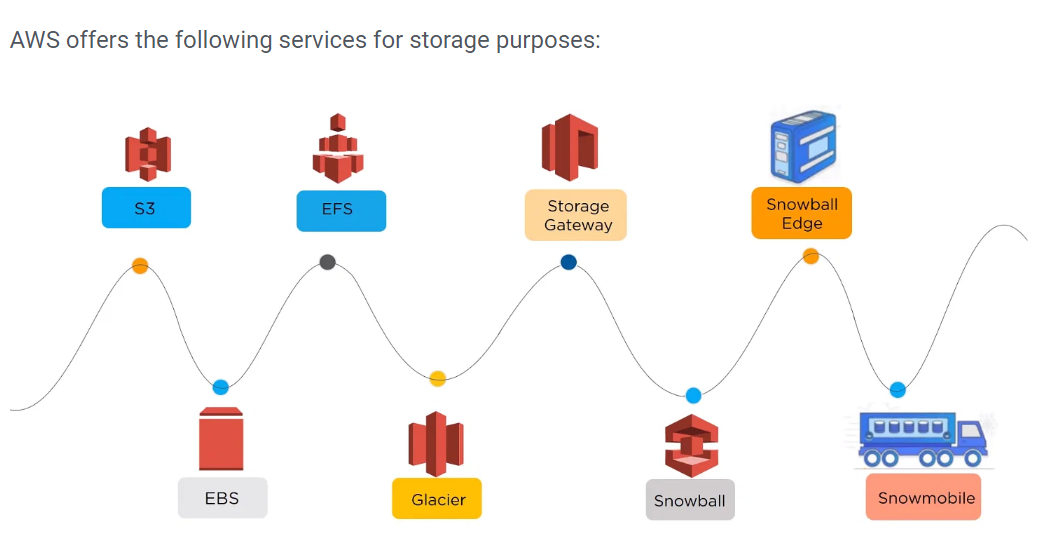 AWS offers the following services for storage purposes:
S3
EFS
Storage
Gateway
Snowball
Edge
EBS
Glacier
Snowball
Snowmobile